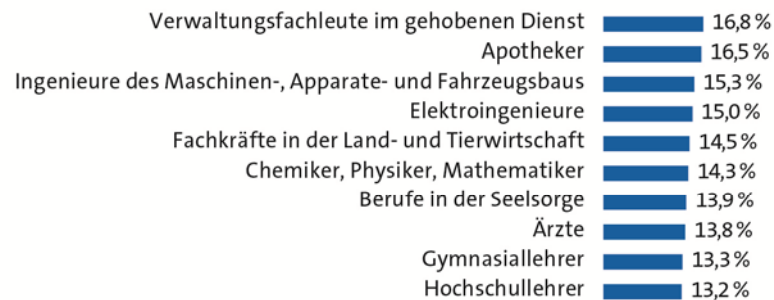 Verwaltungsfachleute im gehobenen Dienst 16,8 %
Apotheker 16,5 %
Ingenieure des Maschinen-, Apparate- und Fahrzeugsbaus 15,3 %
Elektroingenieure 15,0 %
Fachkräfte in der Land- und Tierwirtschaft 14,5 %
Chemiker, Physiker, Mathematiker 14,3 %
Berufe in der Seelsorge 13,9 %
Ärzte 13,8 %
Gymnasiallehrer 13,3 %
Hochschullehrer 13,2 %